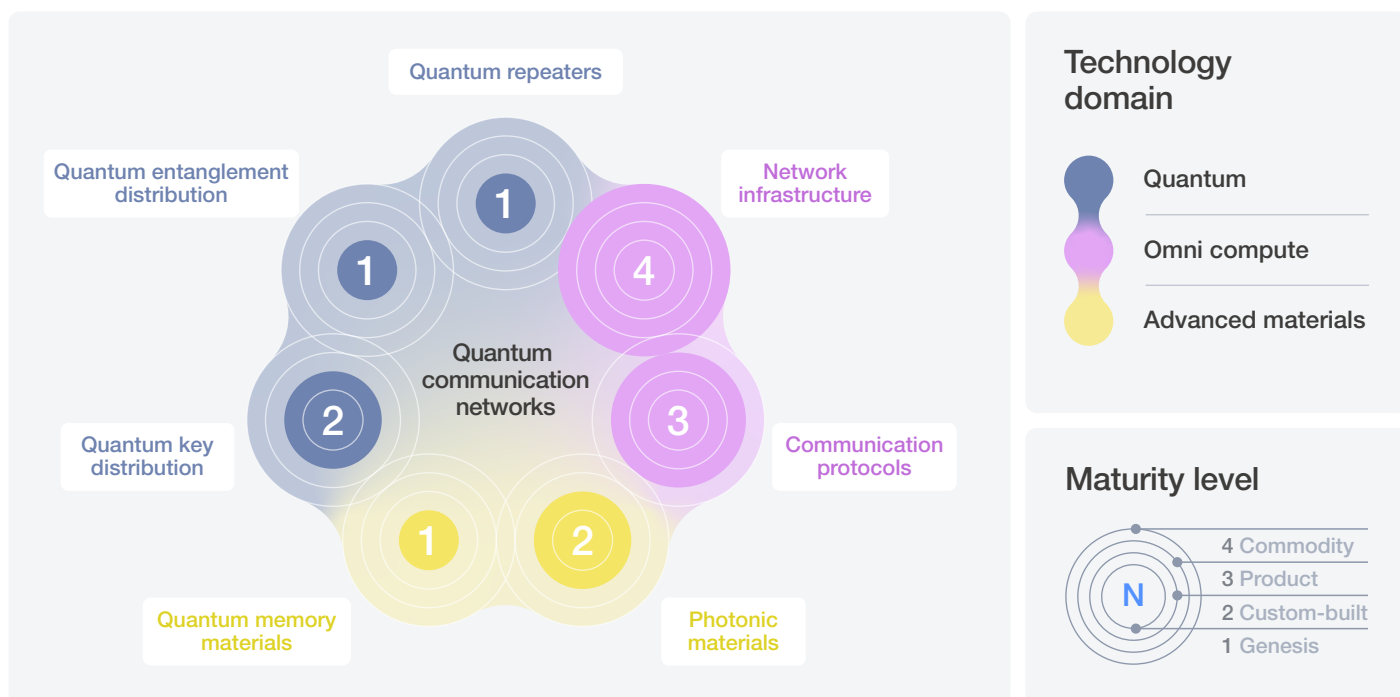 Quantum repeaters
Quantum entanglement
distribution
Network
infrastructure
1
1
4
Quantum
communication
networks
2
3
Quantum key
distribution
Communication
protocols
1
2
Quantum memory
materials
Photonic
materials
Technology
domain
Quantum
Omni compute
Advanced materials
Maturity level
N
4 Commodity
3 Product
2 Custom-built
1 Genesis